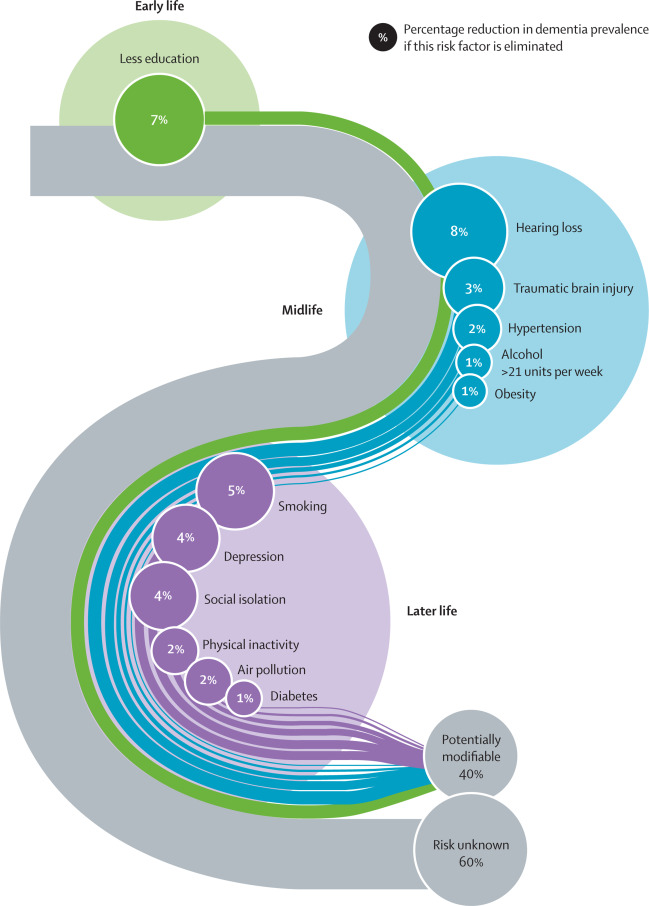 Early life
%
Percentage reduction in dementia prevalence
if this risk factor is eliminated
Less education
7%
8%
Hearing loss
3%
Traumatic brain injury
Midlife
2%
Hypertension
1%
Alcohol
>21 units per week
1%
Obesity
5%
Smoking
4%
Depression
4%
Social isolation
Later life
2%
Physical inactivity
2%
Air pollution
1%
Diabetes
Potentially
modifiable
40%
Risk unknown
60%